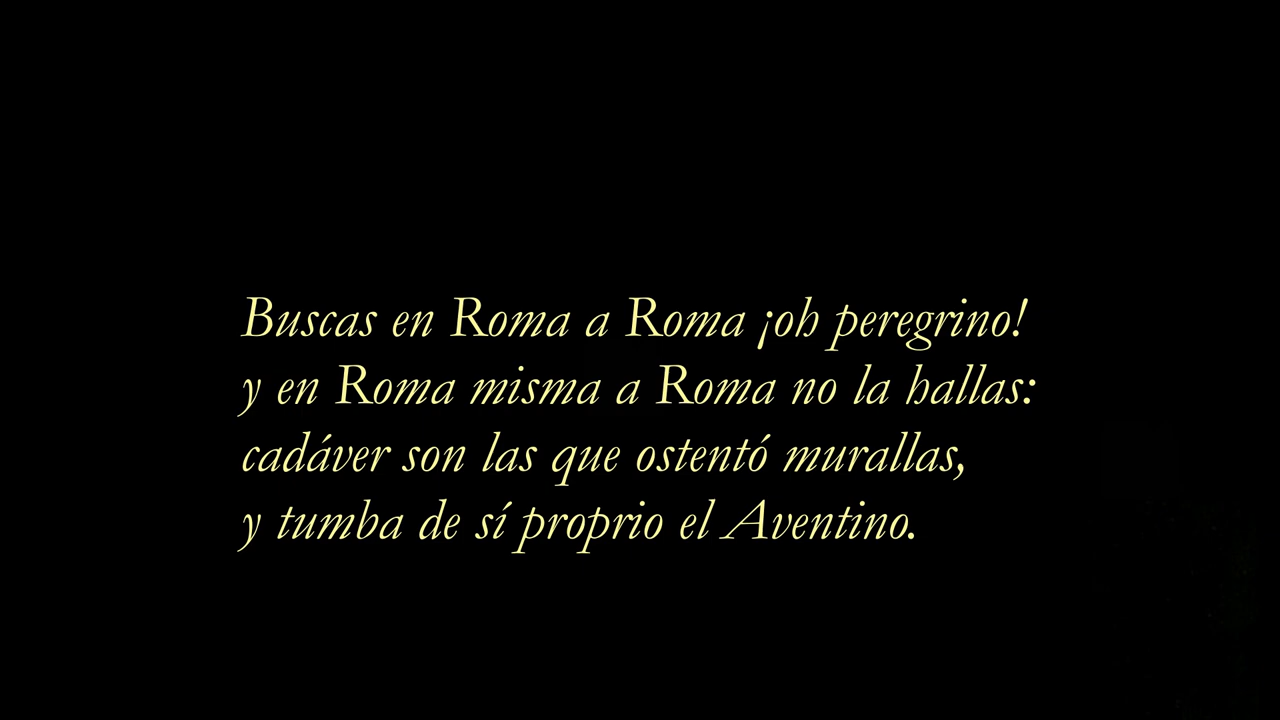 Buscas en Roma a Roma ¡oh peregrino!
y en Roma misma a Roma no la hallas:
cadáver son las que ostentó murallas,
y tumba de sí proprio el Aventino.